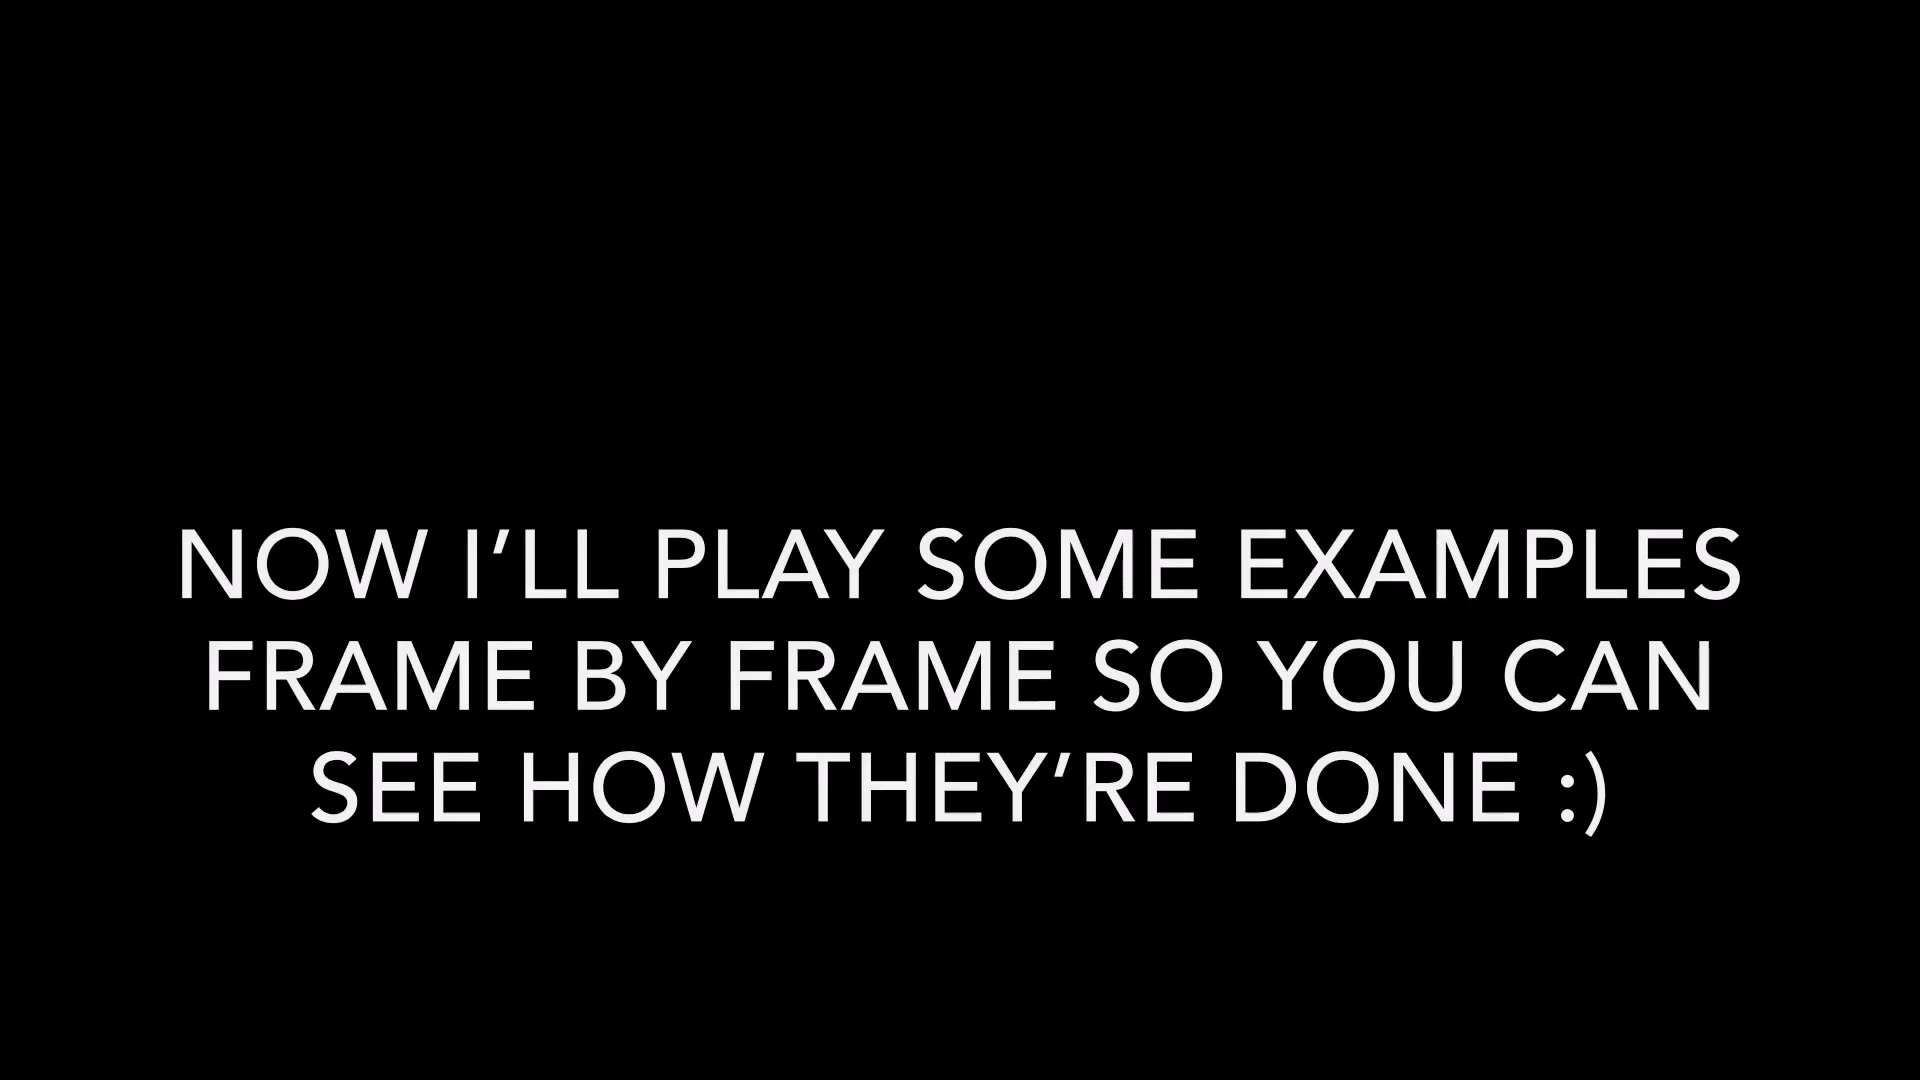 NOW I’LL PLAY SOME EXAMPLES
FRAME BY FRAME SO YOU CAN
SEE HOW THEY’RE DONE :)